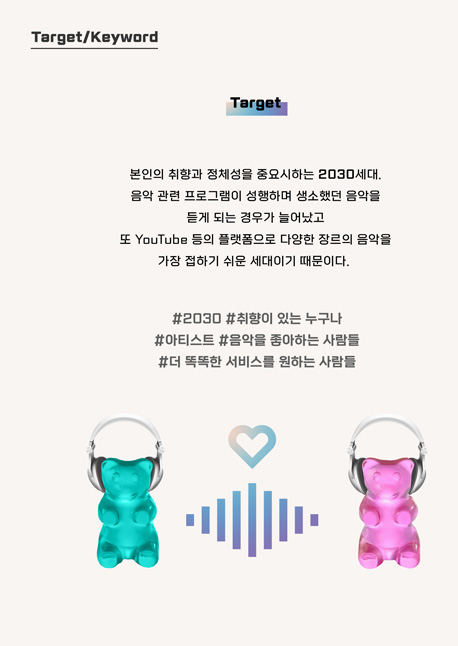 Target/Keyword
Target
본인의 취향과 정체성을 중요시하는 2030세대.
음악 관련 프로그램이 성행하며 생소했던 음악을
듣게 되는 경우가 늘어났고
또 YouTube 등의 플랫폼으로 다양한 장르의 음악을
가장 접하기 쉬운 세대이기 때문이다.
#2030 #취향이 있는 누구나
#아티스트 #음악을 좋아하는 사람들
#더 똑똑한 서비스를 원하는 사람들